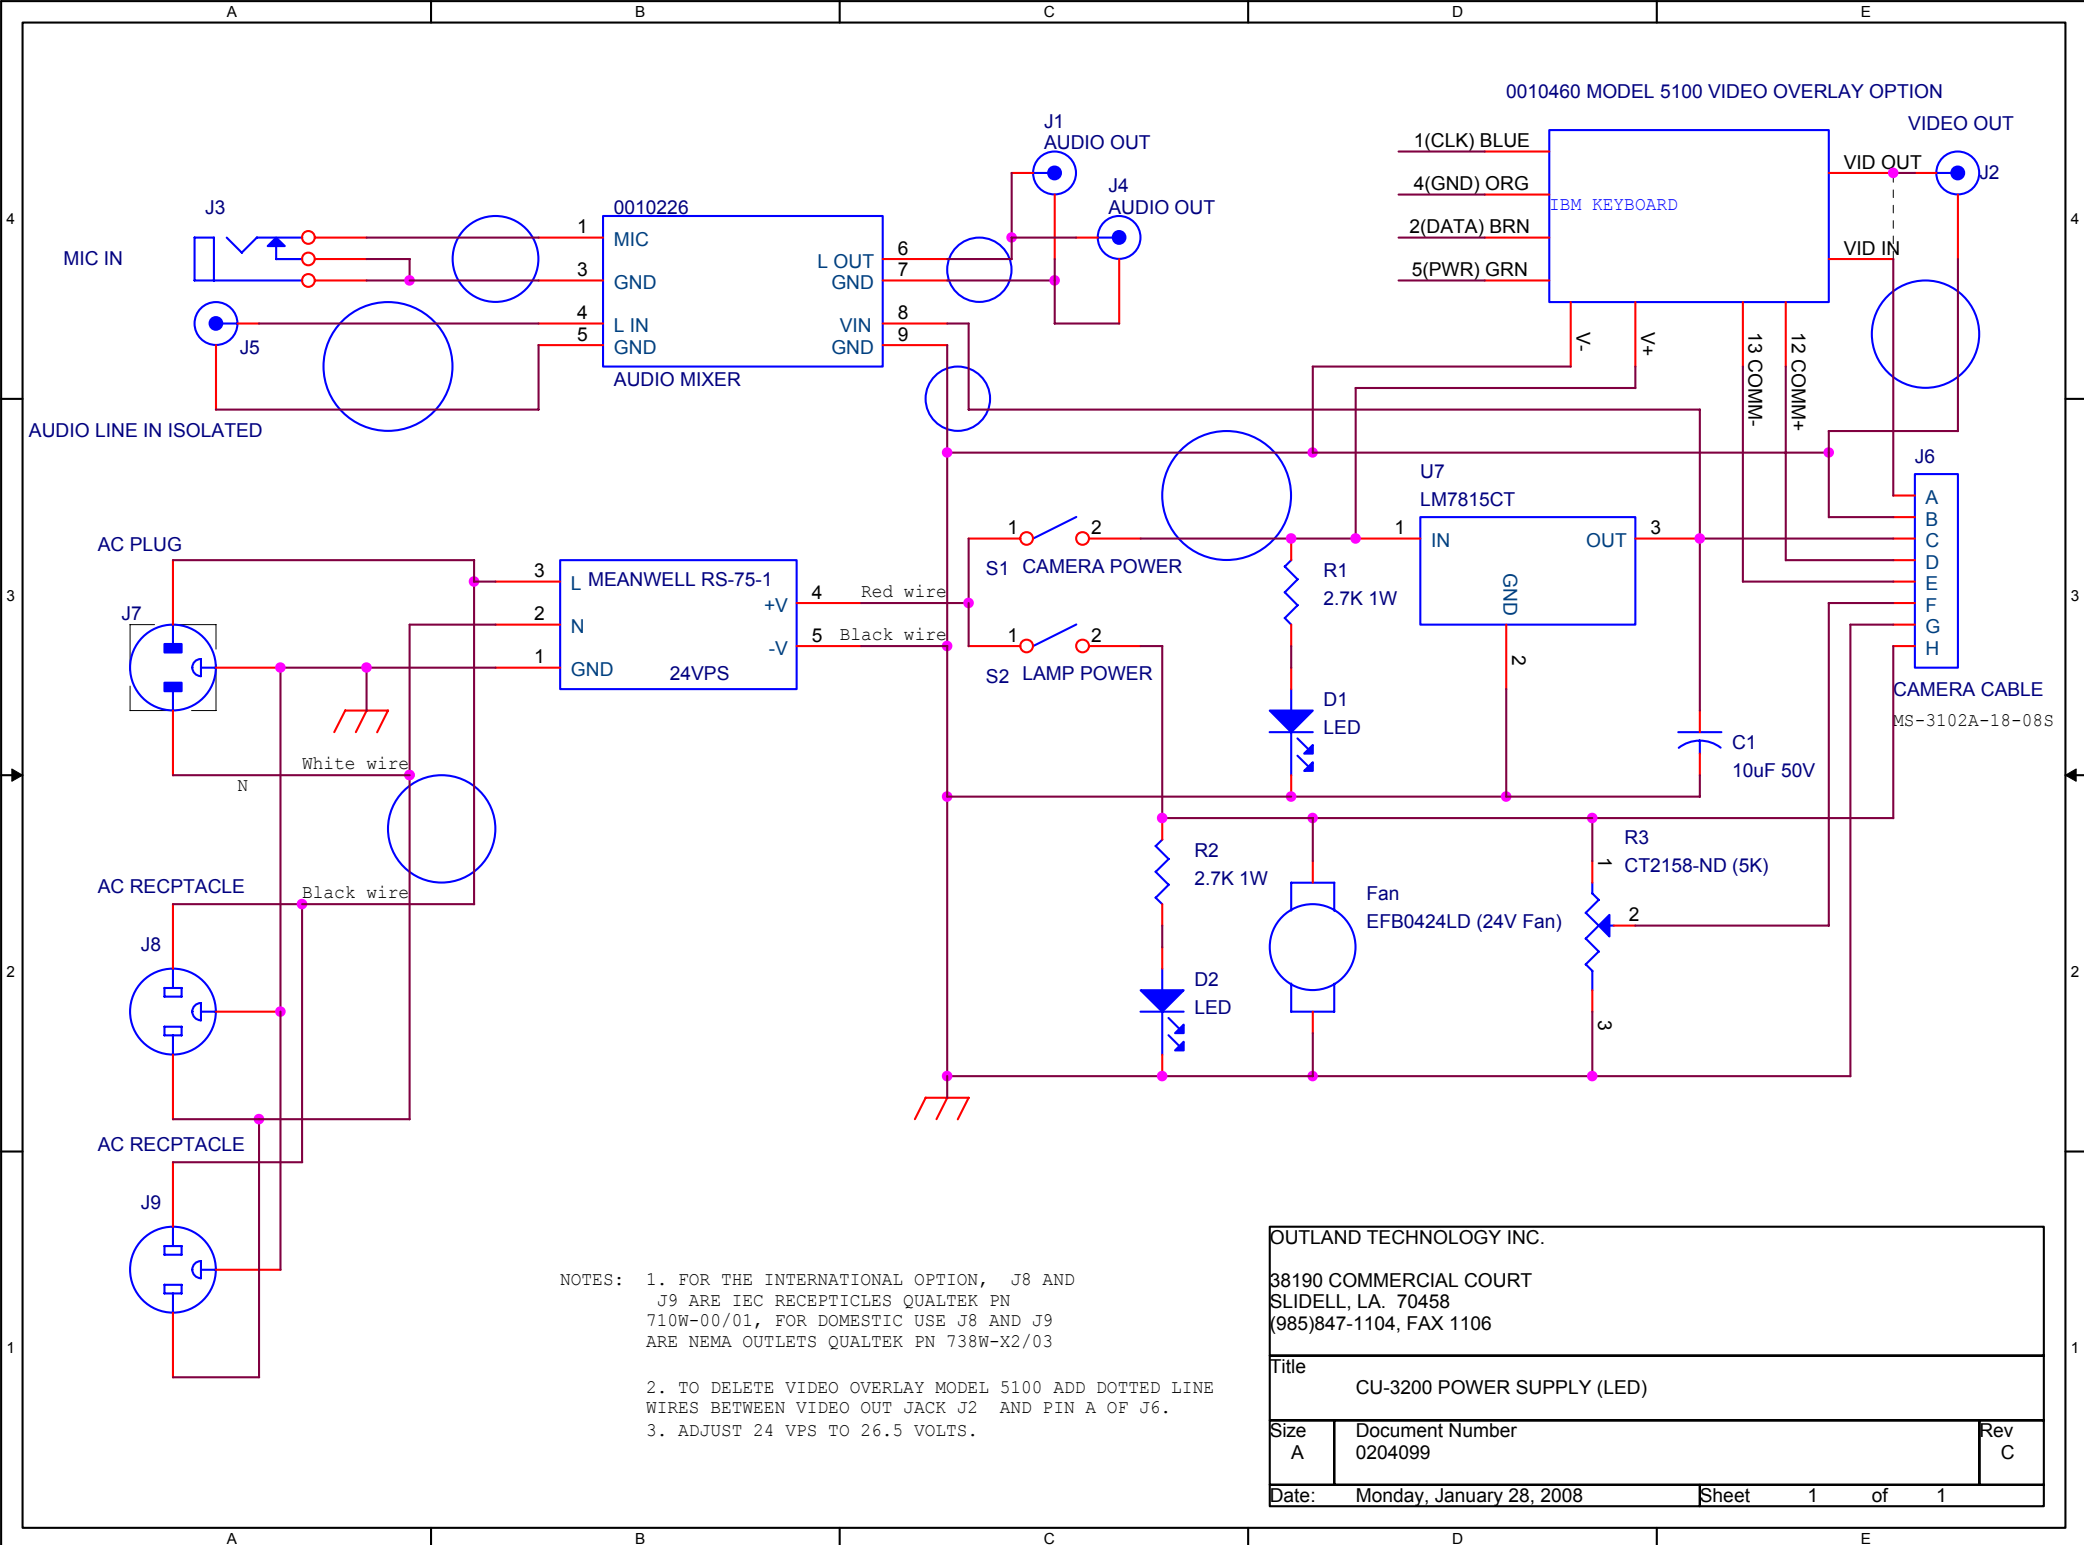 A B C D E
0010460 MODEL 5100 VIDEO OVERLAY OPTION
VIDEO OUT
J1
AUDIO OUT
J4
AUDIO OUT
1(CLK) BLUE
4(GND) ORG
2(DATA) BRN
5(PWR) GRN
IBM KEYBOARD
VID OUT
J2
VID IN
V-
V+
13 COMM-
12 COMM+
4
4
J3
MIC IN
J5
AUDIO LINE IN ISOLATED
0010226
1 MIC
3 GND
4 L IN
5 GND
L OUT 6
GND 7
VIN 8
GND 9
AUDIO MIXER
AC PLUG
J7
3
3
3 L
MEANWELL RS-75-1
2 N
1 GND
+V 4
-V 5
24VPS
Red wire
Black wire
1 2
S1 CAMERA POWER
1 2
S2 LAMP POWER
U7
LM7815CT
1 IN
OUT 3
GND
2
R1
2.7K 1W
D1
LED
C1
10uF 50V
J6
A
B
C
D
E
F
G
H
CAMERA CABLE
MS-3102A-18-08S
White wire
N
Black wire
AC RECPTACLE
J8
2
2
R2
2.7K 1W
D2
LED
Fan
EFB0424LD (24V Fan)
R3
CT2158-ND (5K)
1
2
3
AC RECPTACLE
J9
1
1
NOTES: 1. FOR THE INTERNATIONAL OPTION, J8 AND
J9 ARE IEC RECEPTICLES QUALTEK PN
710W-00/01, FOR DOMESTIC USE J8 AND J9
ARE NEMA OUTLETS QUALTEK PN 738W-X2/03
2. TO DELETE VIDEO OVERLAY MODEL 5100 ADD DOTTED LINE
WIRES BETWEEN VIDEO OUT JACK J2 AND PIN A OF J6.
3. ADJUST 24 VPS TO 26.5 VOLTS.
OUTLAND TECHNOLOGY INC.
38190 COMMERCIAL COURT
SLIDELL, LA. 70458
(985)847-1104, FAX 1106
Title
CU-3200 POWER SUPPLY (LED)
Size
A
Document Number
0204099
Rev
C
Date: Monday, January 28, 2008
Sheet 1 of 1
A B C D E